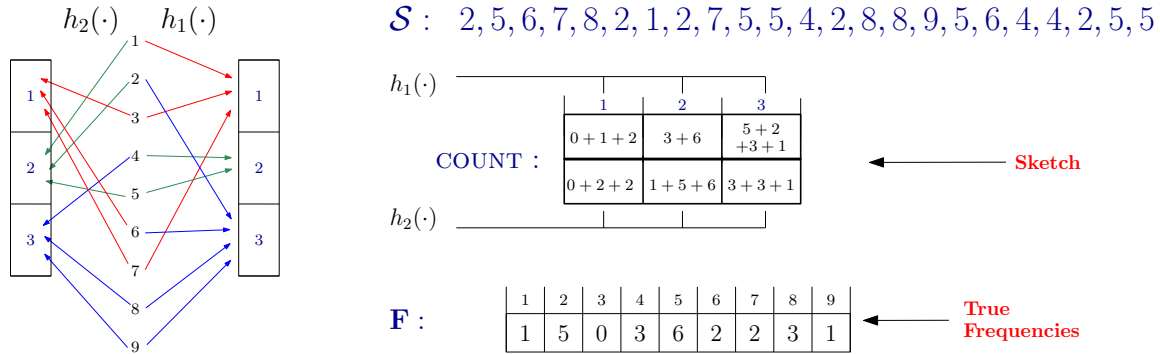 h₂(·) h₁(·)
1
2
3
4
5
6
7
8
9
1
2
3
1
2
3
S : 2, 5, 6, 7, 8, 2, 1, 2, 7, 5, 5, 4, 2, 8, 8, 9, 5, 6, 4, 4, 2, 5, 5
h₁(·)
1 2 3
COUNT :
0 + 1 + 2 3 + 6 5 + 2
+3 + 1
0 + 2 + 2 1 + 5 + 6 3 + 3 + 1
h₂(·)
Sketch
F :
1 2 3 4 5 6 7 8 9
1 5 0 3 6 2 2 3 1
True
Frequencies